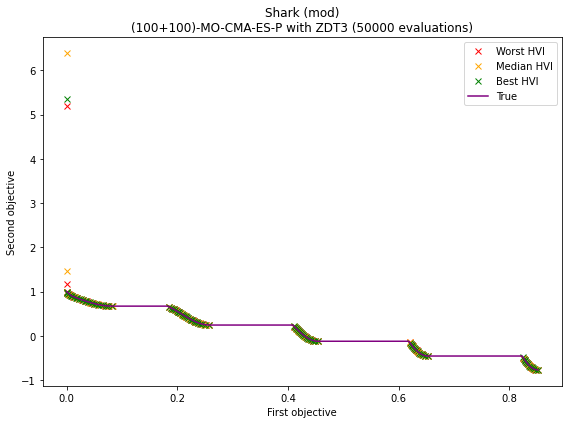 Shark (mod)
(100+100)-MO-CMA-ES-P with ZDT3 (50000 evaluations)
Worst HVI
Median HVI
Best HVI
True
Second objective
6
5
4
3
2
1
0
−1
0.0 0.2 0.4 0.6 0.8
First objective